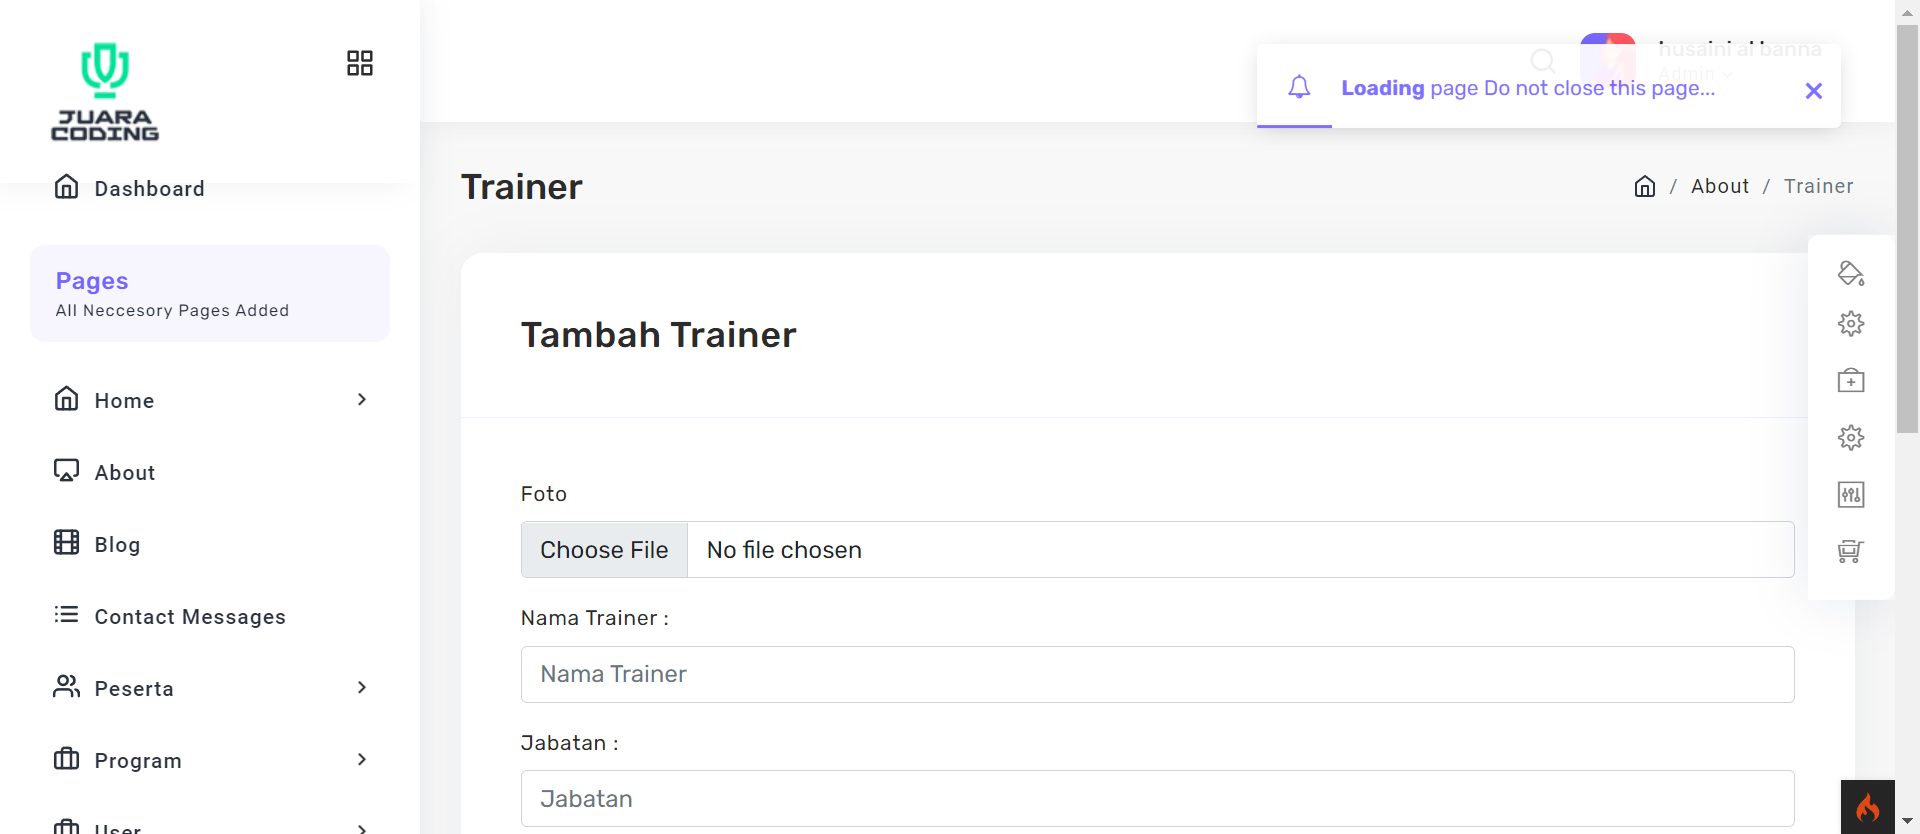 JUARA
CODING
Dashboard
Pages
All Neccesory Pages Added
Home
About
Blog
Contact Messages
Peserta
Program
User
husaini al banna
Admin
Loading page Do not close this page...
Trainer
/ About / Trainer
Tambah Trainer
Foto
Choose File No file chosen
Nama Trainer :
Nama Trainer
Jabatan :
Jabatan